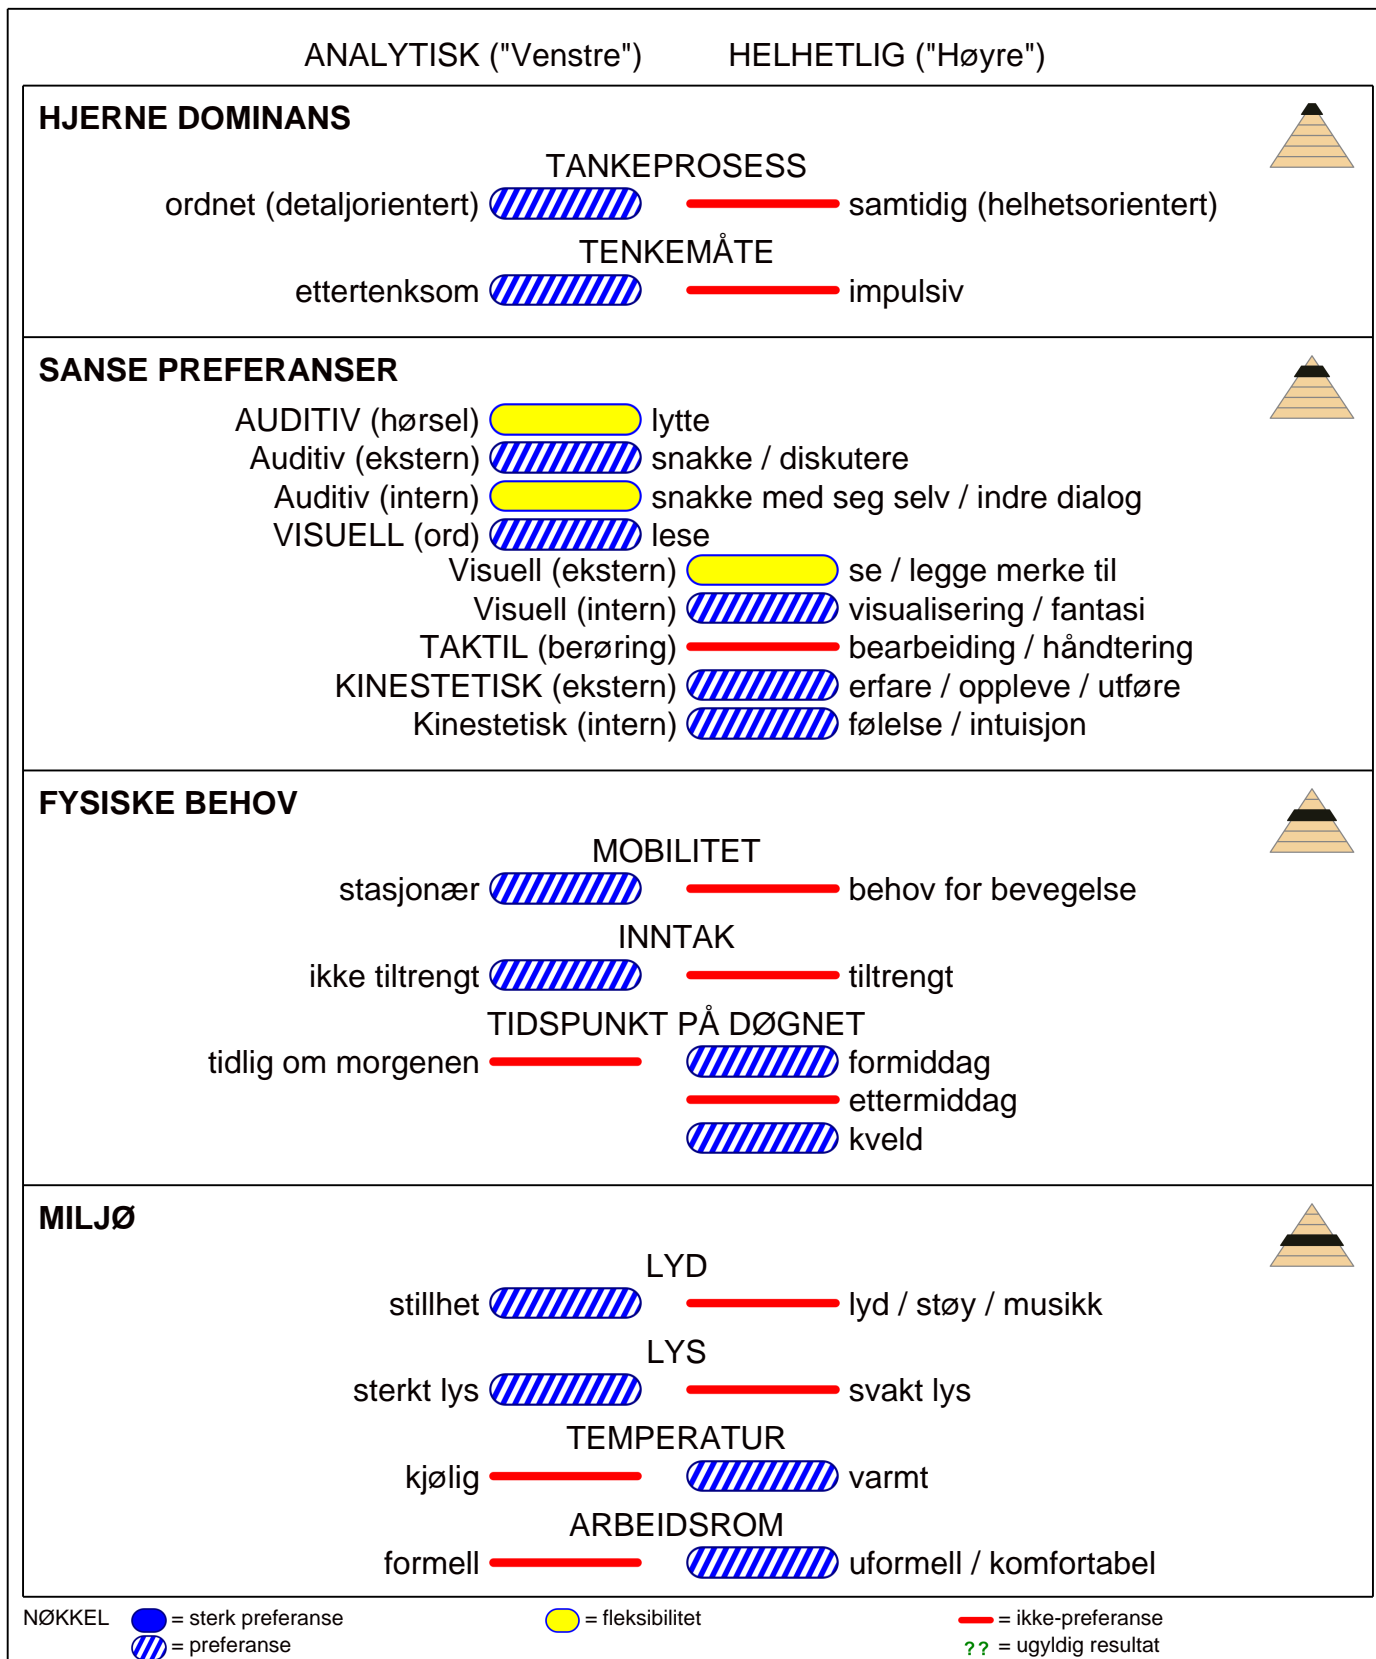 ANALYTISK ("Venstre") HELHETLIG ("Høyre")
HJERNE DOMINANS
TANKEPROSESS
ordnet (detaljorientert) samtidig (helhetsorientert)
TENKEMÅTE
ettertenksom impulsiv
SANSE PREFERANSER
AUDITIV (hørsel) lytte
Auditiv (ekstern) snakke / diskutere
Auditiv (intern) snakke med seg selv / indre dialog
VISUELL (ord) lese
Visuell (ekstern) se / legge merke til
Visuell (intern) visualisering / fantasi
TAKTIL (berøring) bearbeiding / håndtering
KINESTETISK (ekstern) erfare / oppleve / utføre
Kinestetisk (intern) følelse / intuisjon
FYSISKE BEHOV
MOBILITET
stasjonær behov for bevegelse
INNTAK
ikke tiltrengt tiltrengt
TIDSPUNKT PÅ DØGNET
tidlig om morgenen formiddag
ettermiddag
kveld
MILJØ
LYD
stillhet lyd / støy / musikk
LYS
sterkt lys svakt lys
TEMPERATUR
kjølig varmt
ARBEIDSROM
formell uformell / komfortabel
NØKKEL = sterk preferanse = fleksibilitet = ikke-preferanse
= preferanse ?? = ugyldig resultat